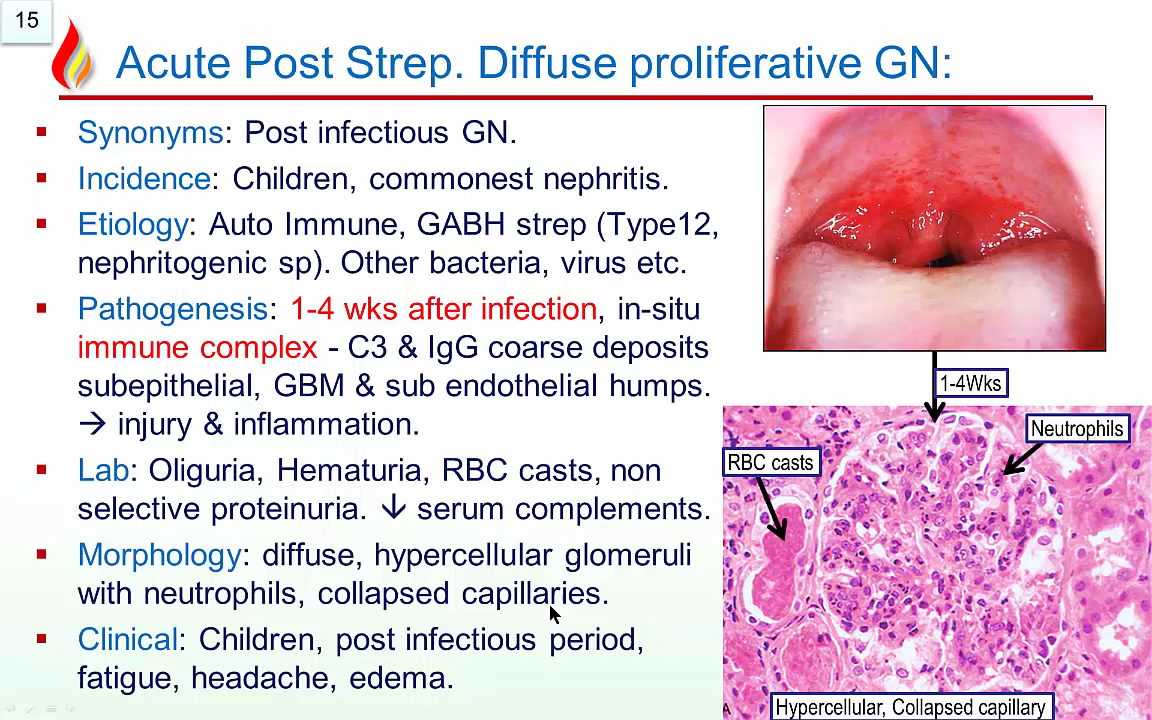 15
Acute Post Strep. Diffuse proliferative GN:
▪ Synonyms: Post infectious GN.
▪ Incidence: Children, commonest nephritis.
▪ Etiology: Auto Immune, GABH strep (Type12,
nephritogenic sp). Other bacteria, virus etc.
▪ Pathogenesis: 1-4 wks after infection, in-situ
immune complex - C3 & IgG coarse deposits
subepithelial, GBM & sub endothelial humps.
→ injury & inflammation.
▪ Lab: Oliguria, Hematuria, RBC casts, non
selective proteinuria. ↓ serum complements.
▪ Morphology: diffuse, hypercellular glomeruli
with neutrophils, collapsed capillaries.
▪ Clinical: Children, post infectious period,
fatigue, headache, edema.
1-4Wks
Neutrophils
RBC casts
A
Hypercellular, Collapsed capillary